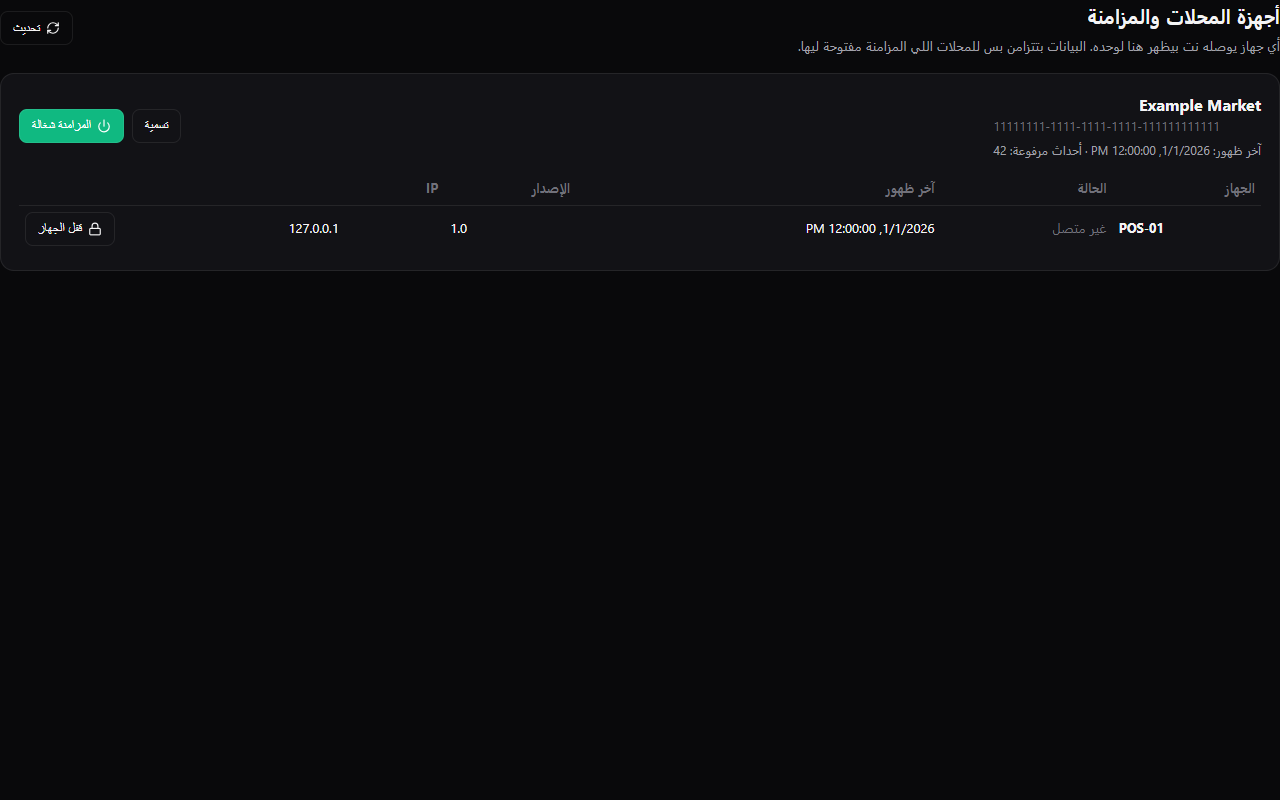 أجهزة المحلات والمزامنة
تحديث
أي جهاز يوصله نت بيظهر هنا لوحده. البيانات بتتزامن بس للمحلات اللي المزامنة مفتوحة ليها.
Example Market
11111111-1111-1111-1111-111111111111
آخر ظهور: 1/1/2026, 12:00:00 PM · أحداث مرفوعة: 42
تسمية
المزامنة شغالة
الجهاز الحالة آخر ظهور الإصدار IP
POS-01 غير متصل 1/1/2026, 12:00:00 PM 1.0 127.0.0.1 قفل الجهاز